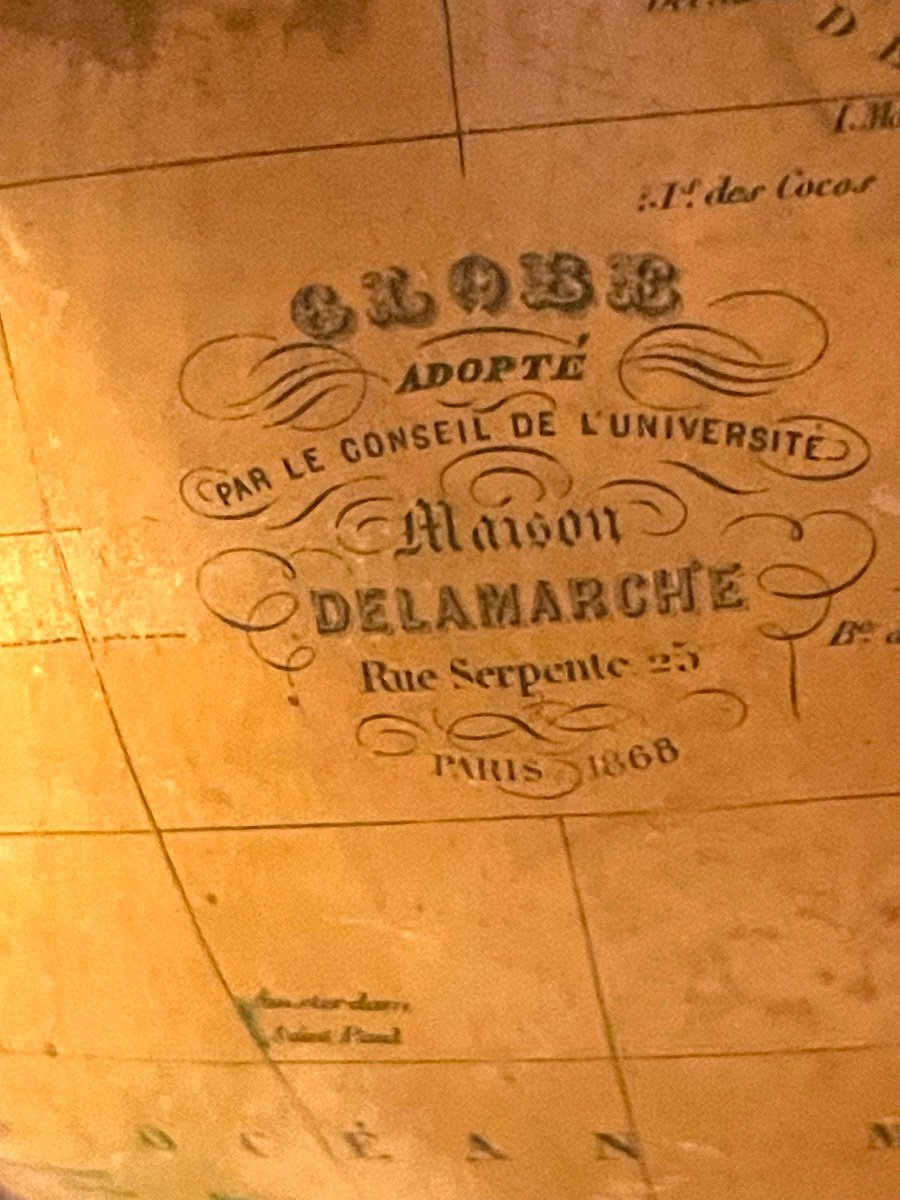 D
Is. des Cocos
GLOBE
ADOPTÉ
PAR LE CONSEIL DE L'UNIVERSITÉ
Maison
DELAMARCHE
Rue Serpente 25
PARIS 1868
Amsterdam
Saint Paul
OCÉAN